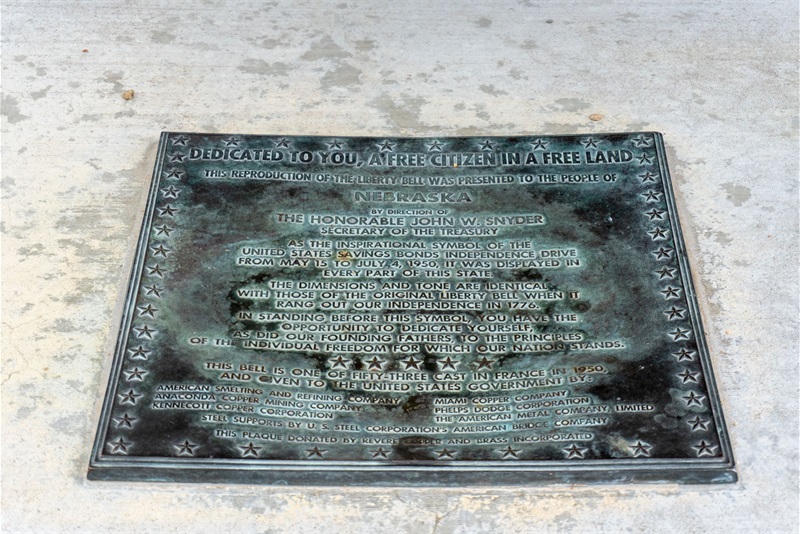 DEDICATED TO YOU, A FREE CITIZEN IN A FREE LAND
THIS REPRODUCTION OF THE LIBERTY BELL WAS PRESENTED TO THE PEOPLE OF
NEBRASKA
BY DIRECTION OF
THE HONORABLE JOHN W. SNYDER
SECRETARY OF THE TREASURY
AS THE INSPIRATIONAL SYMBOL OF THE
UNITED STATES SAVINGS BONDS INDEPENDENCE DRIVE
FROM MAY 15 TO JULY 4, 1950, IT WAS DISPLAYED IN
EVERY PART OF THIS STATE
THE DIMENSIONS AND TONE ARE IDENTICAL
WITH THOSE OF THE ORIGINAL LIBERTY BELL WHEN IT
RANG OUT OUR INDEPENDENCE IN 1776.
IN STANDING BEFORE THIS SYMBOL, YOU HAVE THE
OPPORTUNITY TO DEDICATE YOURSELF,
AS DID OUR FOUNDING FATHERS, TO THE PRINCIPLES
OF THE INDIVIDUAL FREEDOM FOR WHICH OUR NATION STANDS.
THIS BELL IS ONE OF FIFTY-THREE CAST IN FRANCE IN 1950,
AND GIVEN TO THE UNITED STATES GOVERNMENT BY:
AMERICAN SMELTING AND REFINING COMPANY MIAMI COPPER COMPANY
ANACONDA COPPER MINING COMPANY PHELPS DODGE CORPORATION
KENNECOTT COPPER CORPORATION THE AMERICAN METAL COMPANY, LIMITED
STEEL SUPPORTS BY U. S. STEEL CORPORATION'S AMERICAN BRIDGE COMPANY
THIS PLAQUE DONATED BY REVERE COPPER AND BRASS INCORPORATED